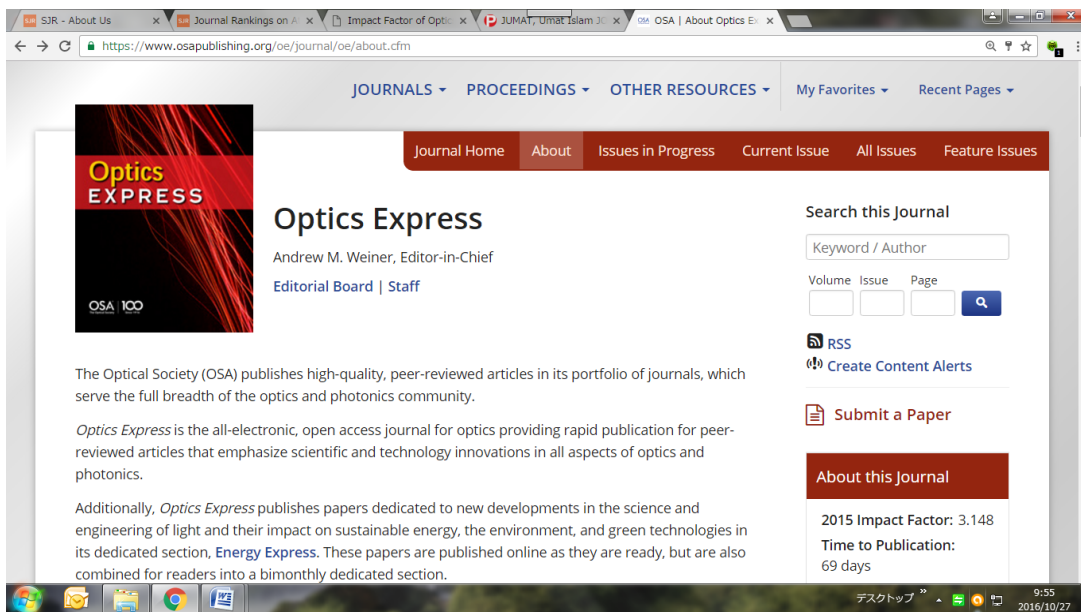 SJR - About Us
Journal Rankings on A
Impact Factor of Optic
JUMAT, Umat Islam
OSA | About Optics Ex
https://www.osapublishing.org/oe/journal/oe/about.cfm
1
JOURNALS PROCEEDINGS OTHER RESOURCES My Favorites Recent Pages
Journal Home About Issues in Progress Current Issue All Issues Feature Issues
Optics
EXPRESS
OSA 100
Optics Express
Andrew M. Weiner, Editor-in-Chief
Editorial Board | Staff
Search this Journal
Keyword / Author
Volume Issue Page
RSS
Create Content Alerts
Submit a Paper
The Optical Society (OSA) publishes high-quality, peer-reviewed articles in its portfolio of journals, which
serve the full breadth of the optics and photonics community.
Optics Express is the all-electronic, open access journal for optics providing rapid publication for peer-
reviewed articles that emphasize scientific and technology innovations in all aspects of optics and
photonics.
Additionally, Optics Express publishes papers dedicated to new developments in the science and
engineering of light and their impact on sustainable energy, the environment, and green technologies in
its dedicated section, Energy Express. These papers are published online as they are ready, but are also
combined for readers into a bimonthly dedicated section.
About this Journal
2015 Impact Factor: 3.148
Time to Publication:
69 days
デスクトップ
9:55
2016/10/27